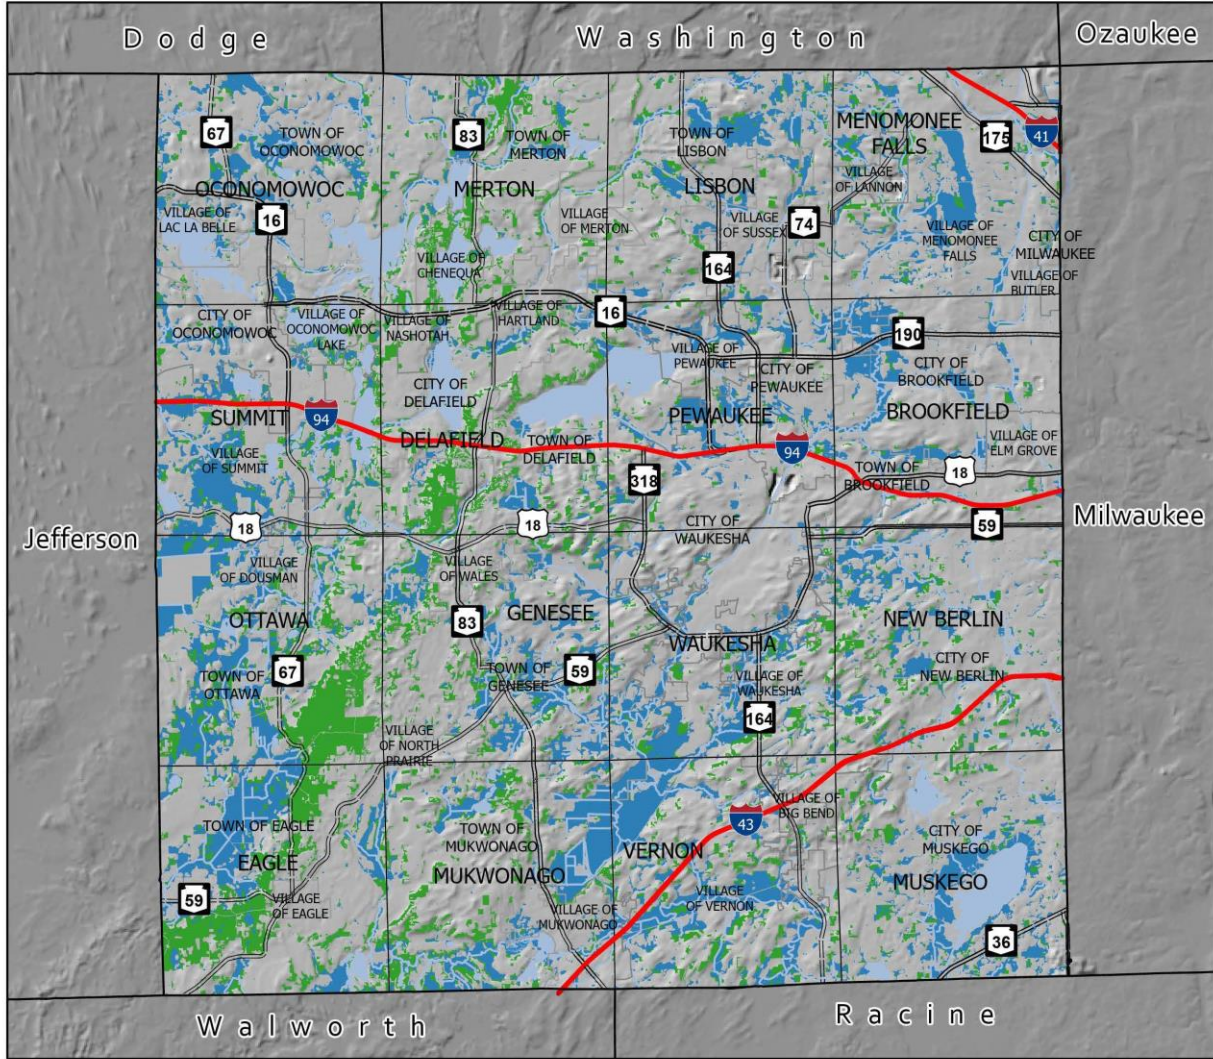 Dodge
Washington
Ozaukee
67
TOWN OF
OCONOMOWOC
83
TOWN OF
MERTON
TOWN OF
LISBON
MENOMONEE
FALLS
175
41
OCONOMOWOC
MERTON
LISBON
VILLAGE
OF LANNON
VILLAGE OF
LAC LA BELLE
16
VILLAGE
OF MERTON
VILLAGE
OF SUSSEX
74
VILLAGE OF
MENOMONEE
FALLS
CITY OF
MILWAUKEE
VILLAGE OF
CHENEQUA
164
VILLAGE OF
BUTLER
CITY OF
OCONOMOWOC
VILLAGE OF
OCONOMOWOC
LAKE
VILLAGE OF
NASHOTAH
VILLAGE OF
HARTLAND
16
190
VILLAGE OF
PEWAUKEE
CITY OF
PEWAUKEE
CITY OF
BROOKFIELD
CITY OF
DELAFIELD
SUMMIT
94
PEWAUKEE
BROOKFIELD
DELAFIELD
TOWN OF
DELAFIELD
94
VILLAGE OF
ELM GROVE
VILLAGE
OF SUMMIT
318
TOWN OF
BROOKFIELD
18
Jefferson
18
18
CITY OF
WAUKESHA
59
Milwaukee
VILLAGE
OF DOUSMAN
VILLAGE
OF WALES
OTTAWA
83
GENESEE
WAUKESHA
NEW BERLIN
TOWN OF
OTTAWA
67
TOWN OF
GENESEE
59
VILLAGE OF
WAUKESHA
CITY OF
NEW BERLIN
164
VILLAGE
OF NORTH
PRAIRIE
TOWN OF EAGLE
TOWN OF
MUKWONAGO
43
VILLAGE OF
BIG BEND
CITY OF
MUSKEGO
EAGLE
MUKWONAGO
VERNON
MUSKEGO
59
VILLAGE
OF EAGLE
VILLAGE OF
MUKWONAGO
VILLAGE
OF VERNON
36
Walworth
Racine